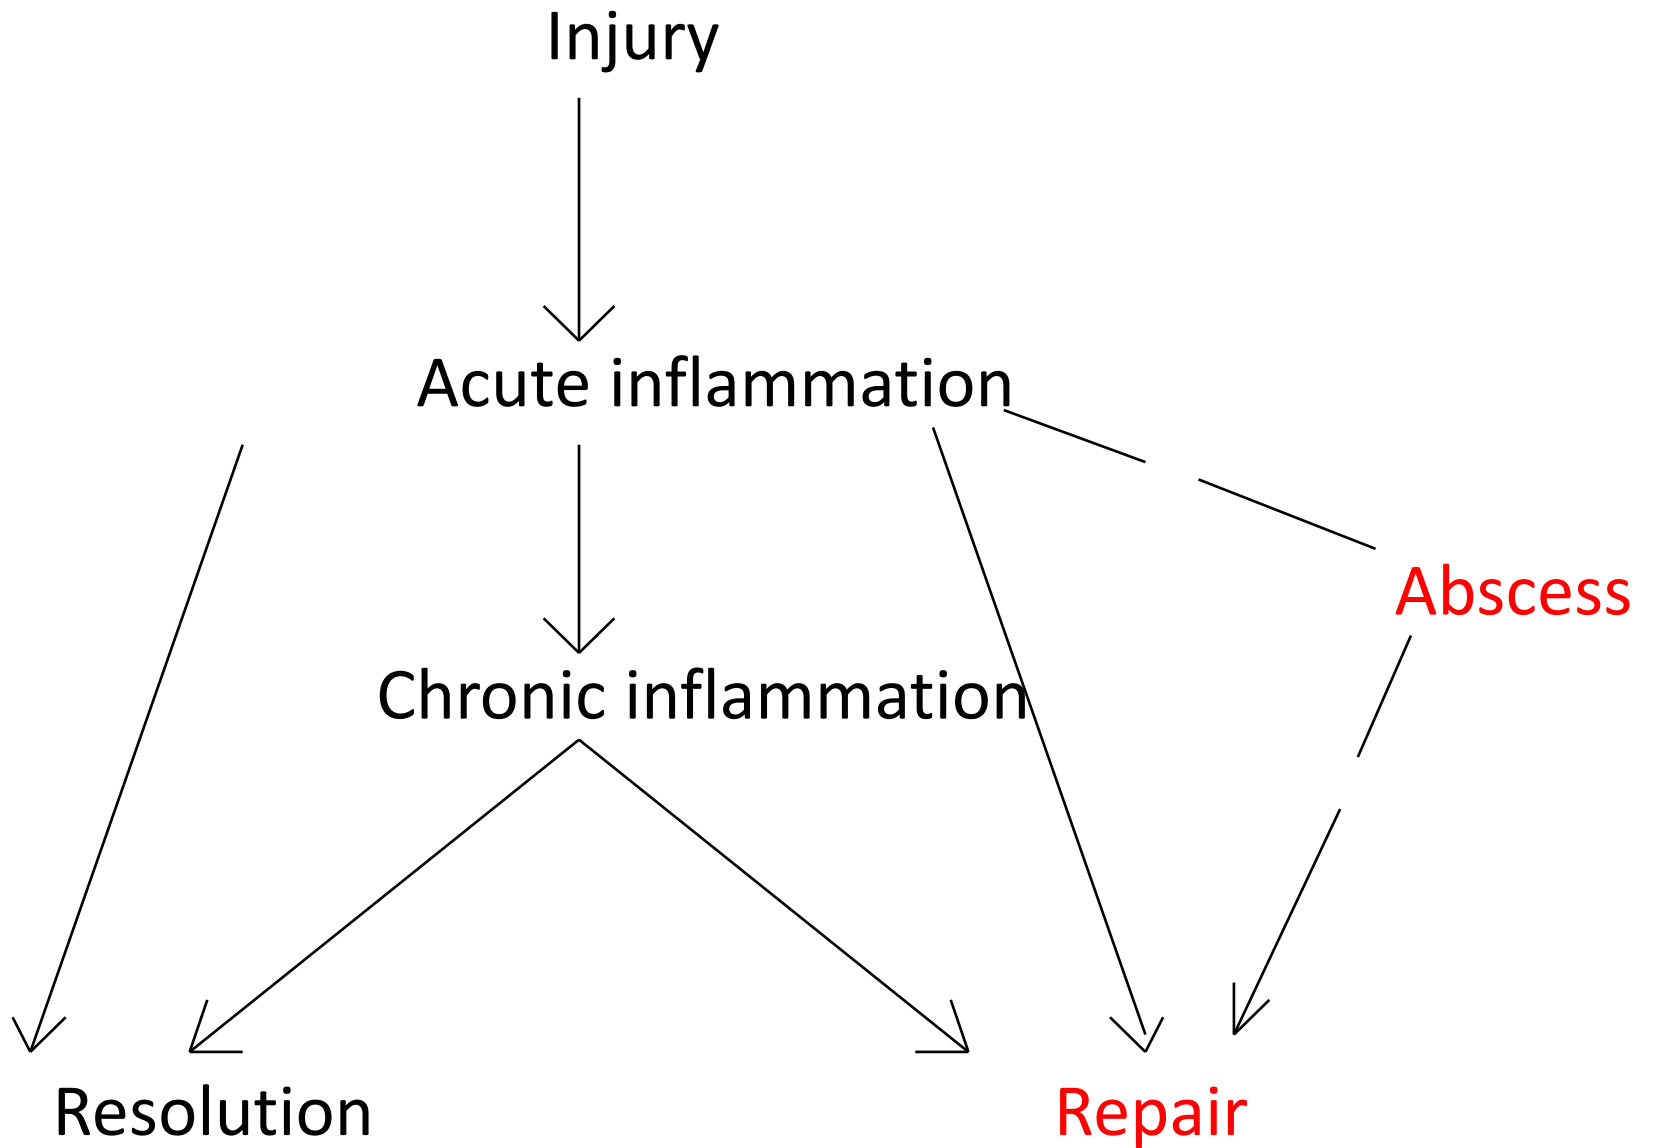 Injury
Acute inflammation
Abscess
Chronic inflammation
Resolution
Repair